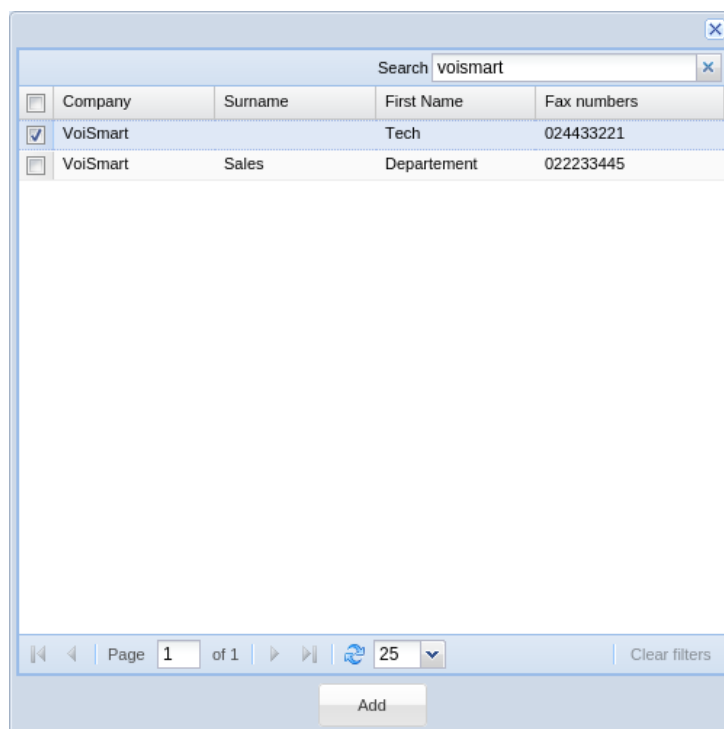 Search voismart
Company Surname First Name Fax numbers
VoiSmart Tech 024433221
VoiSmart Sales Departement 022233445
Page 1 of 1 25 Clear filters
Add